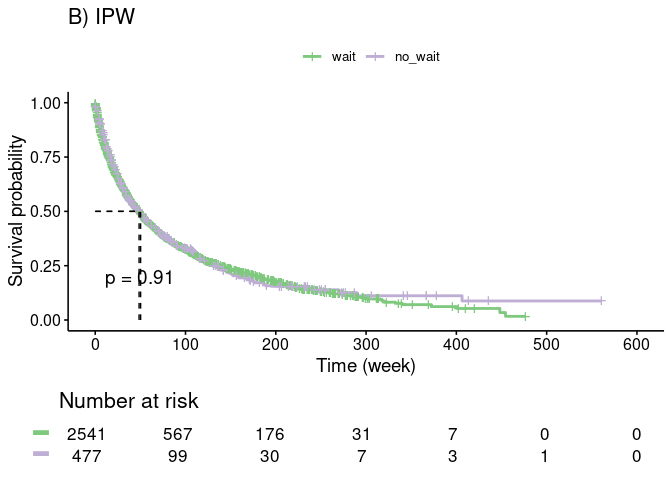 B) IPW
wait no_wait
Survival probability
1.00
0.75
0.50
0.25
0.00
p = 0.91
0 100 200 300 400 500 600
Time (week)
Number at risk
2541 567 176 31 7 0 0
477 99 30 7 3 1 0